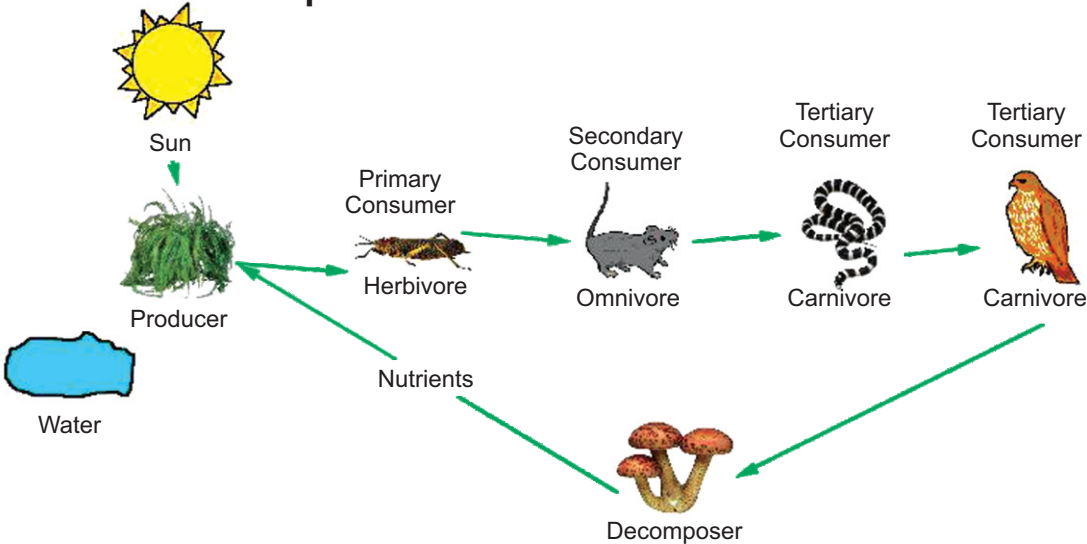 Sun
Producer
Water
Primary
Consumer
Herbivore
Secondary
Consumer
Omnivore
Tertiary
Consumer
Carnivore
Tertiary
Consumer
Carnivore
Nutrients
Decomposer